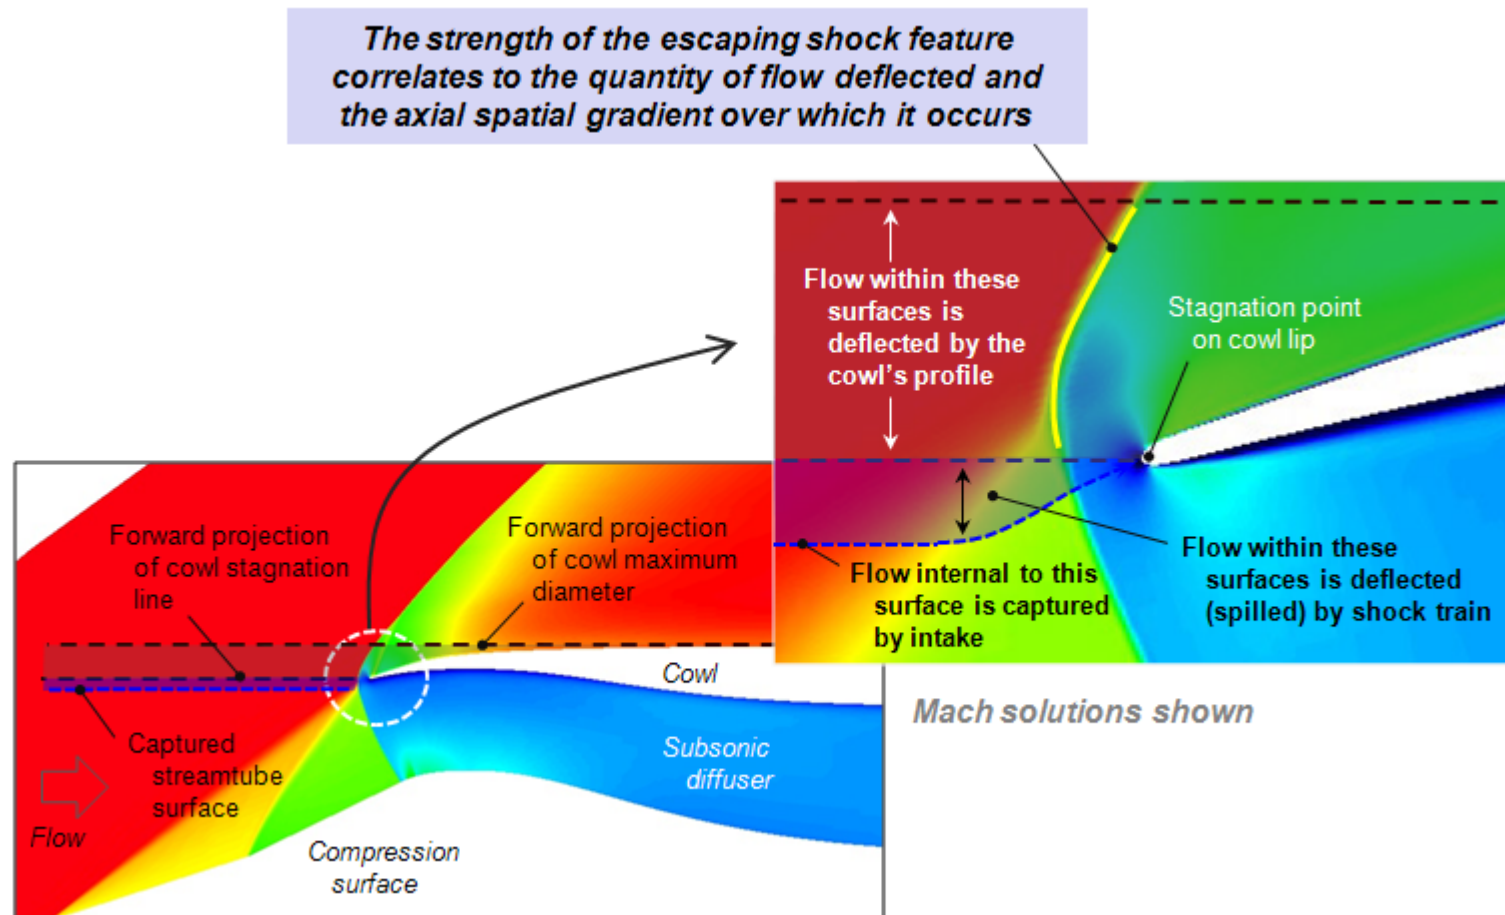 The strength of the escaping shock feature
correlates to the quantity of flow deflected and
the axial spatial gradient over which it occurs
Flow within these
surfaces is
deflected by the
cowl's profile
Stagnation point
on cowl lip
Flow internal to this
surface is captured
by intake
Flow within these
surfaces is deflected
(spilled) by shock train
Forward projection
of cowl stagnation
line
Forward projection
of cowl maximum
diameter
Cowl
Captured
streamtube
surface
Subsonic
diffuser
Flow
Compression
surface
Mach solutions shown